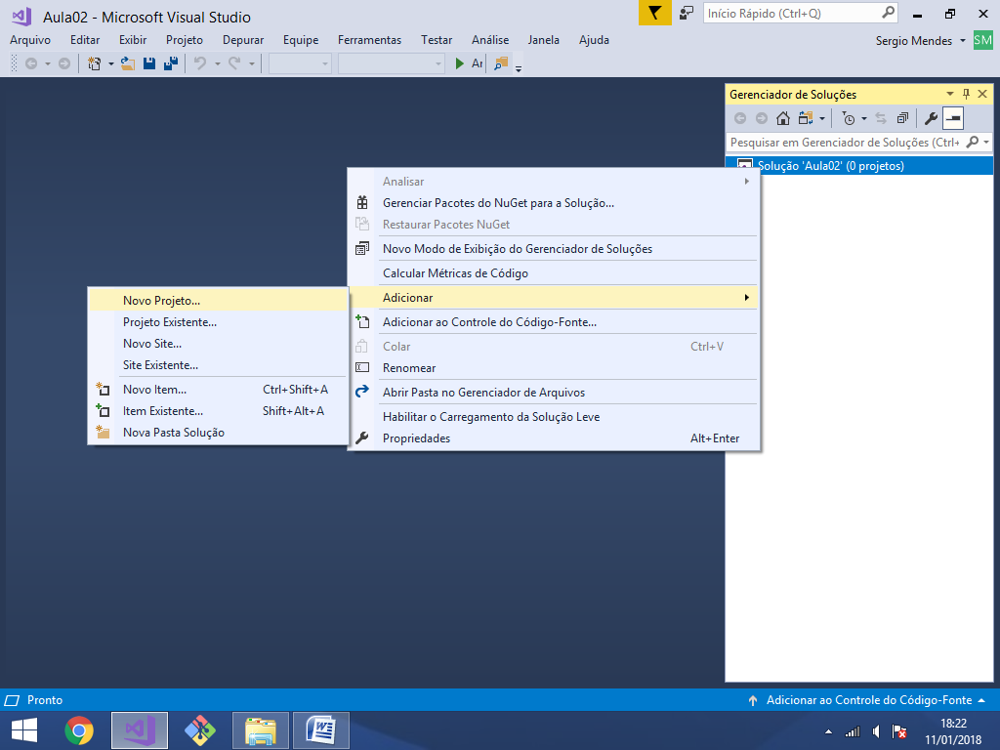 Aula02 - Microsoft Visual Studio
Início Rápido (Ctrl+Q)
Arquivo Editar Exibir Projeto Depurar Equipe Ferramentas Testar Análise Janela Ajuda
Sergio Mendes SM
Ar
Gerenciador de Soluções
Pesquisar em Gerenciador de Soluções (Ctrl+
Solução 'Aula02' (0 projetos)
Analisar
Gerenciar Pacotes do NuGet para a Solução...
Restaurar Pacotes NuGet
Novo Modo de Exibição do Gerenciador de Soluções
Calcular Métricas de Código
Adicionar
Adicionar ao Controle do Código-Fonte...
Colar Ctrl+V
Renomear
Abrir Pasta no Gerenciador de Arquivos
Habilitar o Carregamento da Solução Leve
Propriedades Alt+Enter
Novo Projeto...
Projeto Existente...
Novo Site...
Site Existente...
Novo Item... Ctrl+Shift+A
Item Existente... Shift+Alt+A
Nova Pasta Solução
Pronto
Adicionar ao Controle do Código-Fonte
18:22
11/01/2018